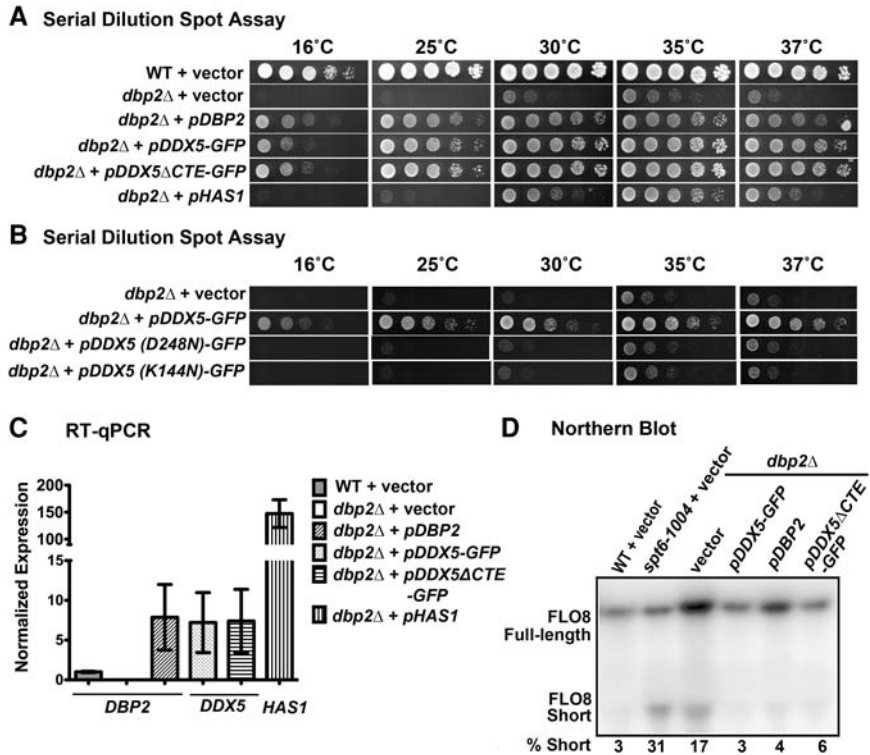 A Serial Dilution Spot Assay
16˚C 25˚C 30˚C 35˚C 37˚C
WT + vector
dbp2Δ + vector
dbp2Δ + pDBP2
dbp2Δ + pDDX5-GFP
dbp2Δ + pDDX5ΔCTE-GFP
dbp2Δ + pHAS1
B Serial Dilution Spot Assay
16˚C 25˚C 30˚C 35˚C 37˚C
dbp2Δ + vector
dbp2Δ + pDDX5-GFP
dbp2Δ + pDDX5 (D248N)-GFP
dbp2Δ + pDDX5 (K144N)-GFP
C RT-qPCR
Normalized Expression
200
150
100
15
10
5
0
DBP2 DDX5 HAS1
WT + vector
dbp2Δ + vector
dbp2Δ + pDBP2
dbp2Δ + pDDX5-GFP
dbp2Δ + pDDX5ΔCTE
-GFP
dbp2Δ + pHAS1
D Northern Blot
dbp2Δ
WT + vector
spt6-1004 + vector
vector
pDDX5-GFP
pDBP2
pDDX5ΔCTE
-GFP
FLO8
Full-length
FLO8
Short
% Short 3 31 17 3 4 6